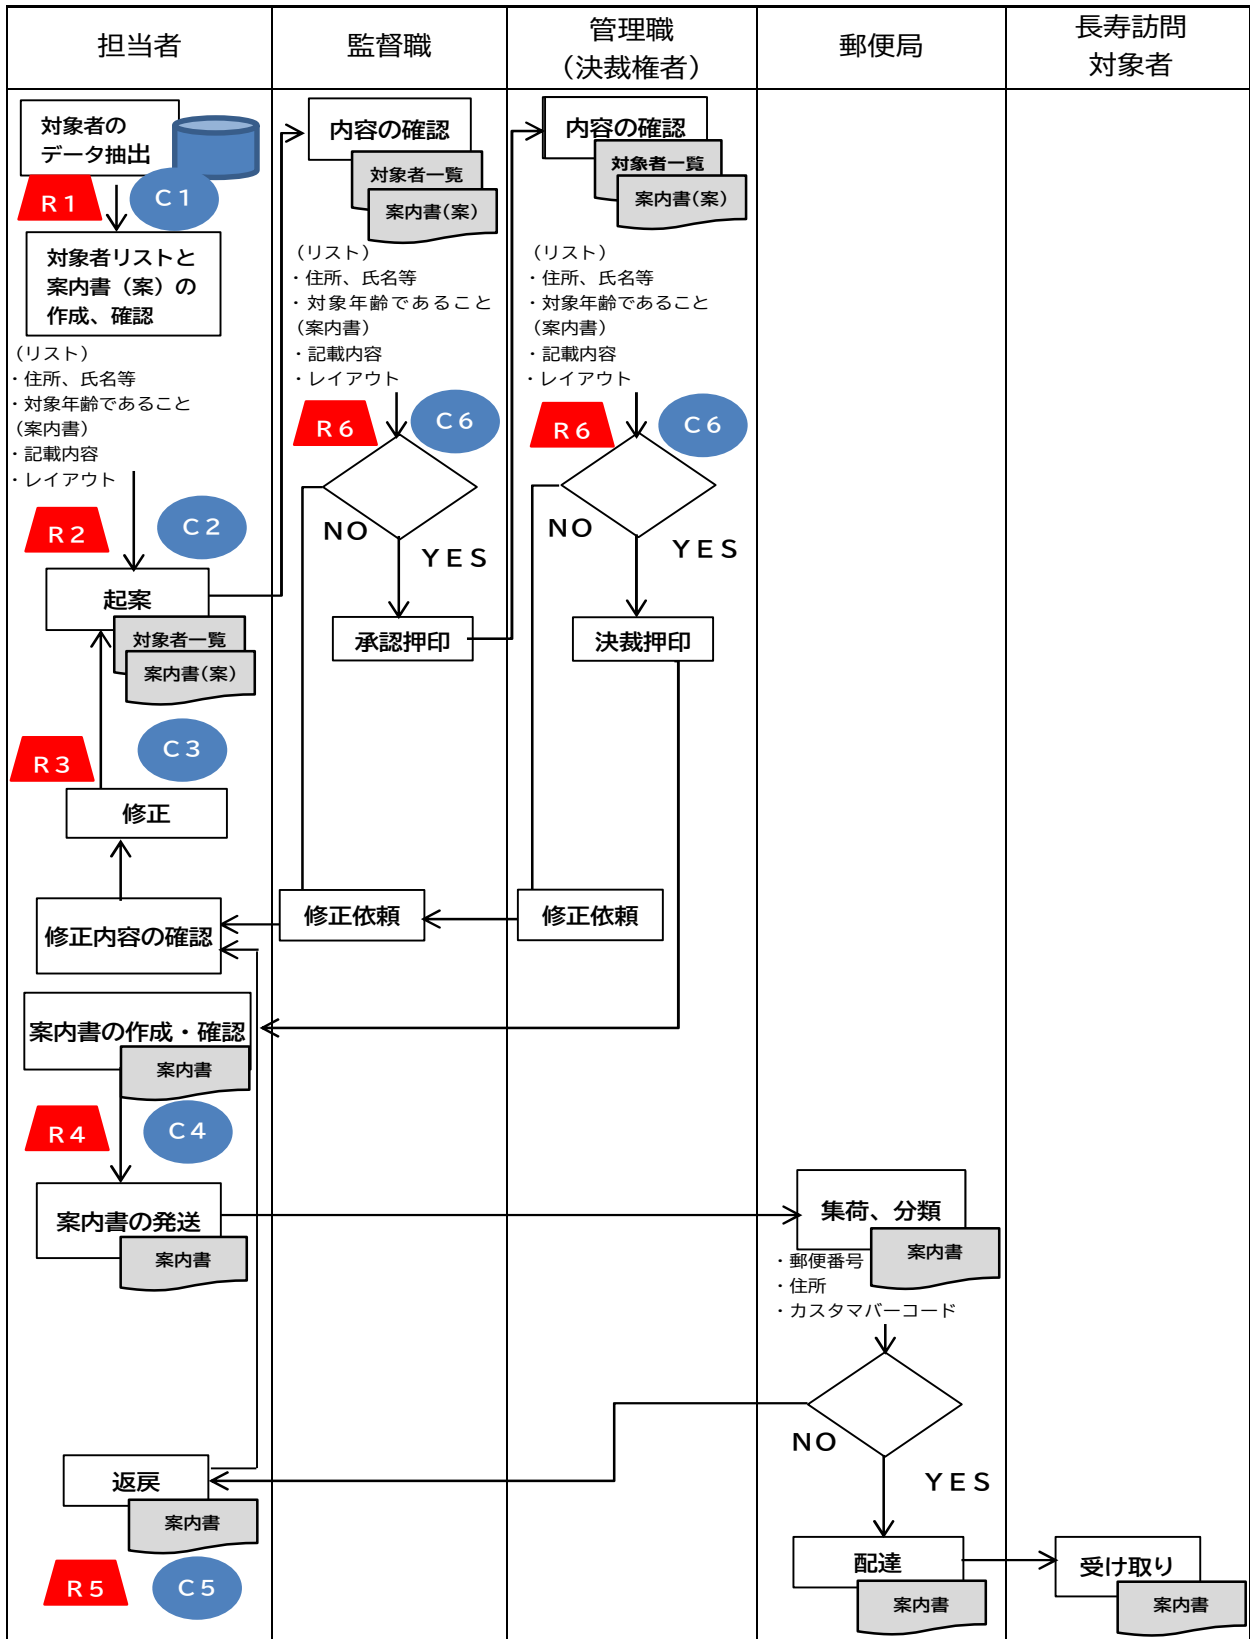 担当者
監督職
管理職
（決裁権者）
郵便局
長寿訪問
対象者
対象者の
データ抽出
R1
C1
対象者リストと
案内書（案）の
作成、確認
（リスト）
・住所、氏名等
・対象年齢であること
（案内書）
・記載内容
・レイアウト
R2
C2
起案
対象者一覧
案内書(案)
R3
C3
修正
修正内容の確認
案内書の作成・確認
案内書
R4
C4
案内書の発送
案内書
返戻
案内書
R5
C5
内容の確認
対象者一覧
案内書(案)
（リスト）
・住所、氏名等
・対象年齢であること
（案内書）
・記載内容
・レイアウト
R6
C6
NO
YES
承認押印
修正依頼
内容の確認
対象者一覧
案内書(案)
（リスト）
・住所、氏名等
・対象年齢であること
（案内書）
・記載内容
・レイアウト
R6
C6
NO
YES
決裁押印
修正依頼
集荷、分類
案内書
・郵便番号
・住所
・カスタマバーコード
NO
YES
配達
案内書
受け取り
案内書